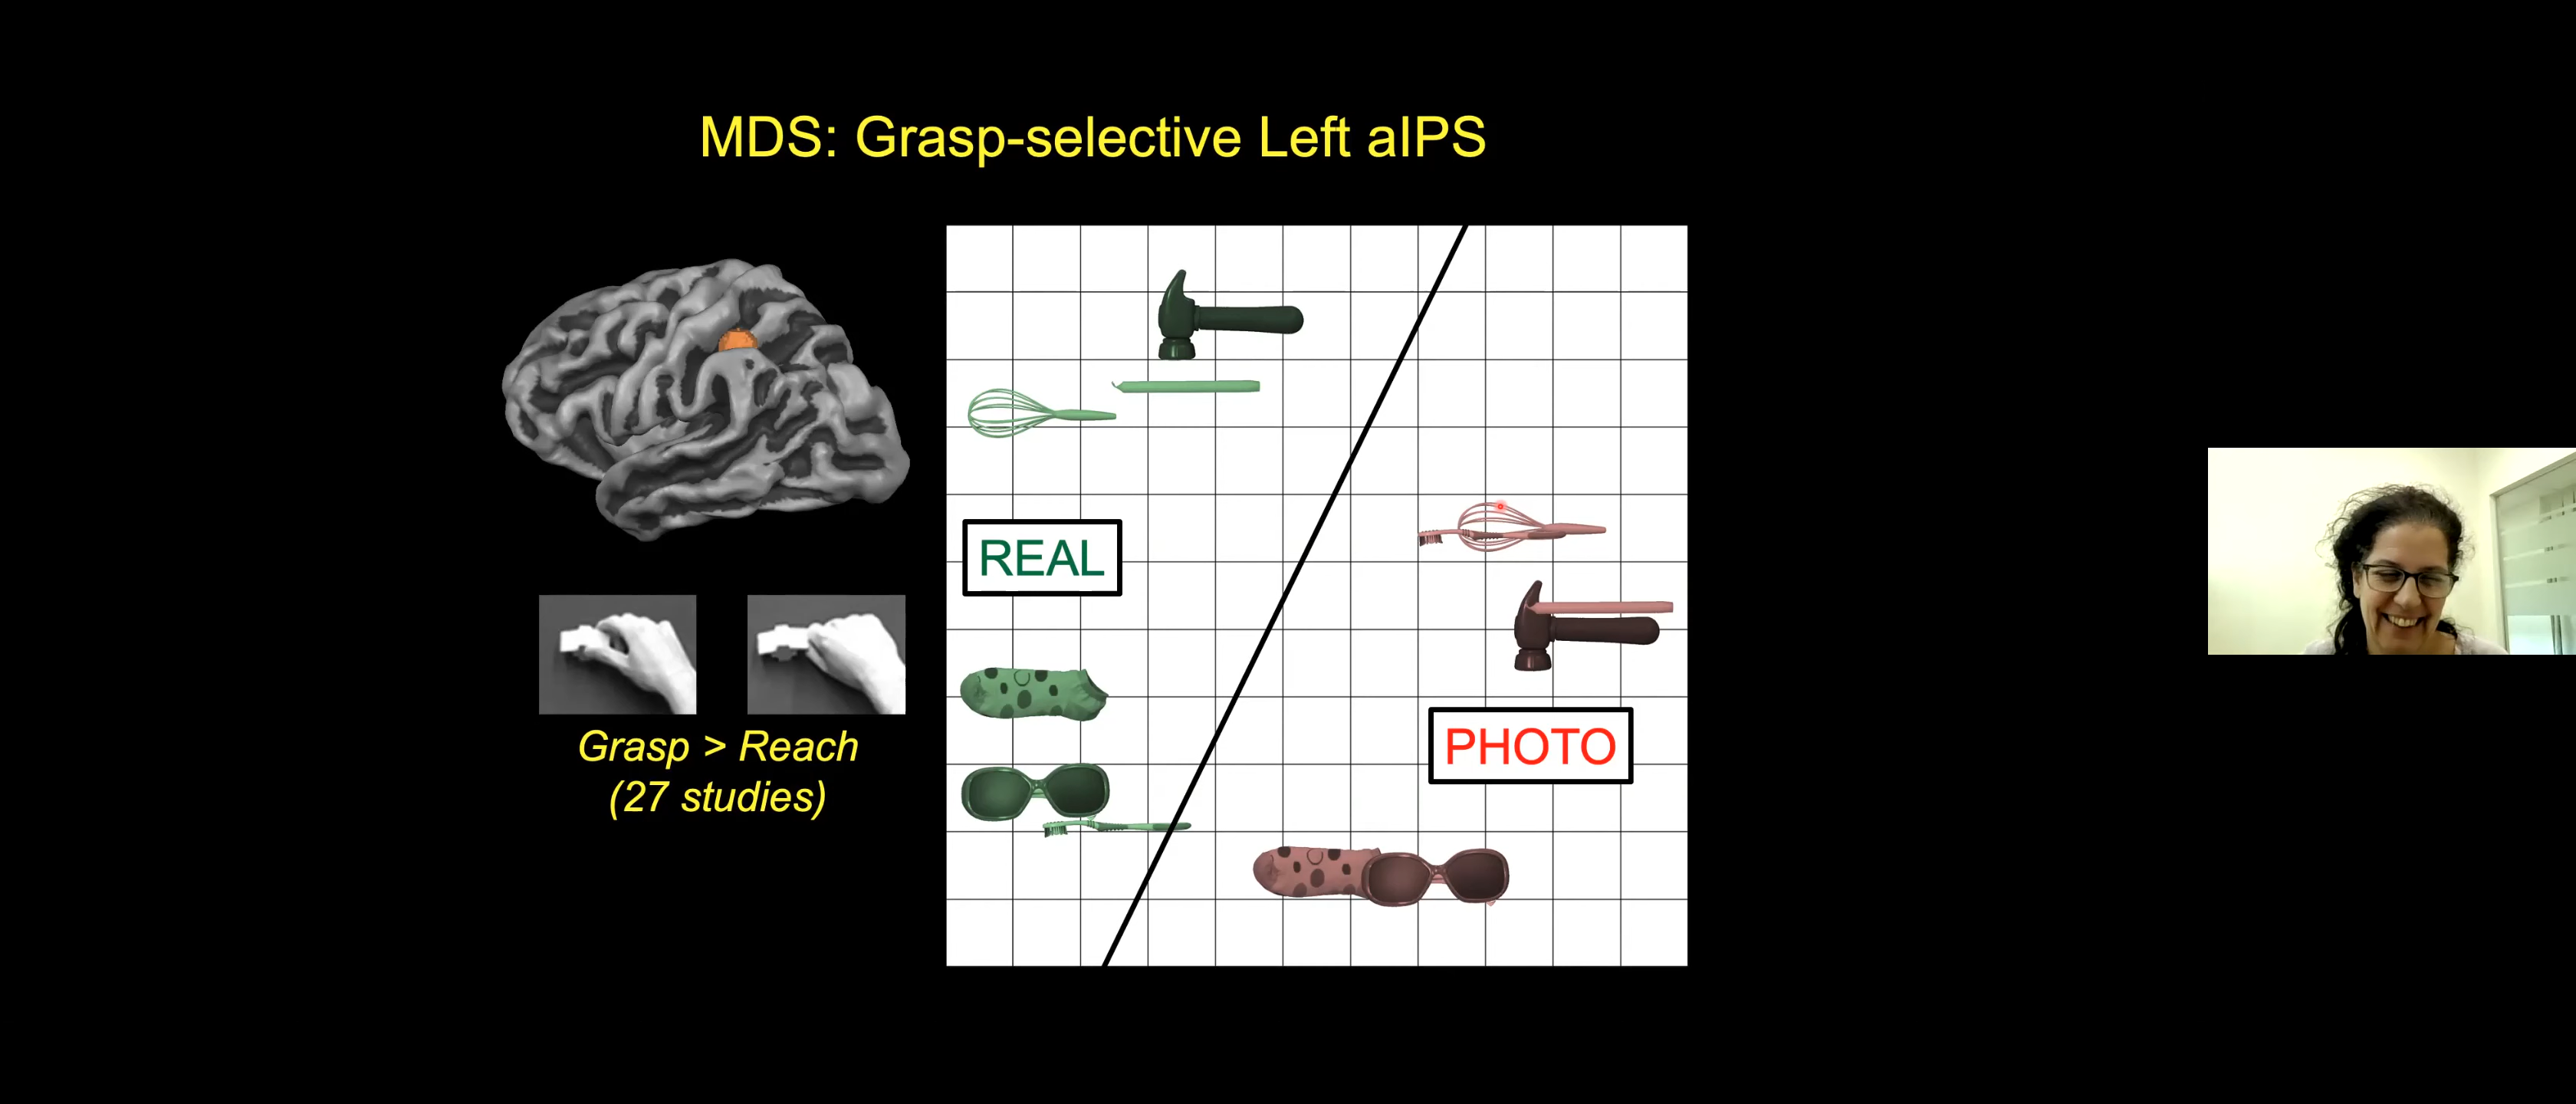 MDS: Grasp-selective Left aIPS
REAL
PHOTO
Grasp > Reach
(27 studies)